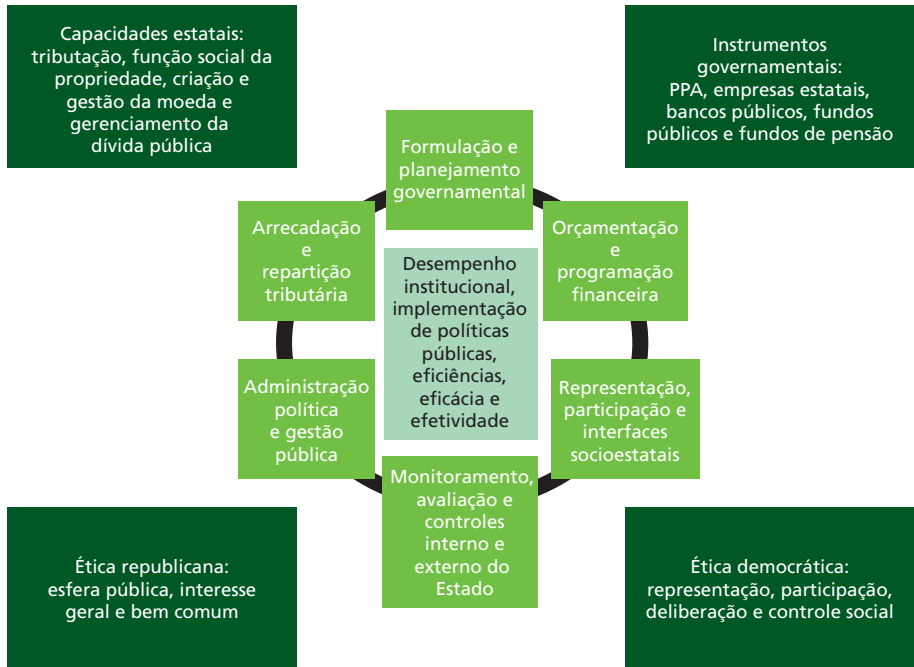 Capacidades estatais:
tributação, função social da
propriedade, criação e
gestão da moeda e
gerenciamento da
dívida pública
Instrumentos
governamentais:
PPA, empresas estatais,
bancos públicos, fundos
públicos e fundos de pensão
Formulação e
planejamento
governamental
Arrecadação
e
repartição
tributária
Orçamentação
e
programação
financeira
Desempenho
institucional,
implementação
de políticas
públicas,
eficiências,
eficácia e
efetividade
Administração
política
e gestão
pública
Representação,
participação e
interfaces
socioestatais
Monitoramento,
avaliação e
controles
interno e
externo do
Estado
Ética republicana:
esfera pública, interesse
geral e bem comum
Ética democrática:
representação, participação,
deliberação e controle social